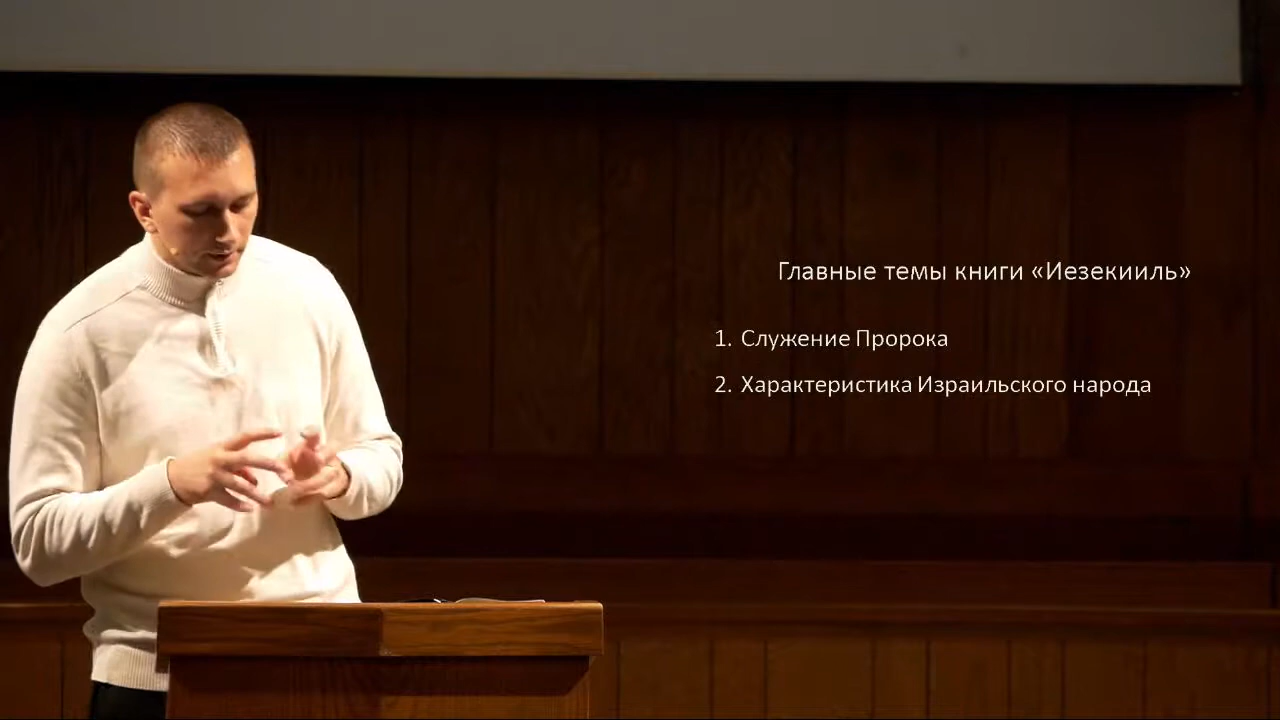 Главные темы книги «Иезекииль»
1. Служение Пророка
2. Характеристика Израильского народа